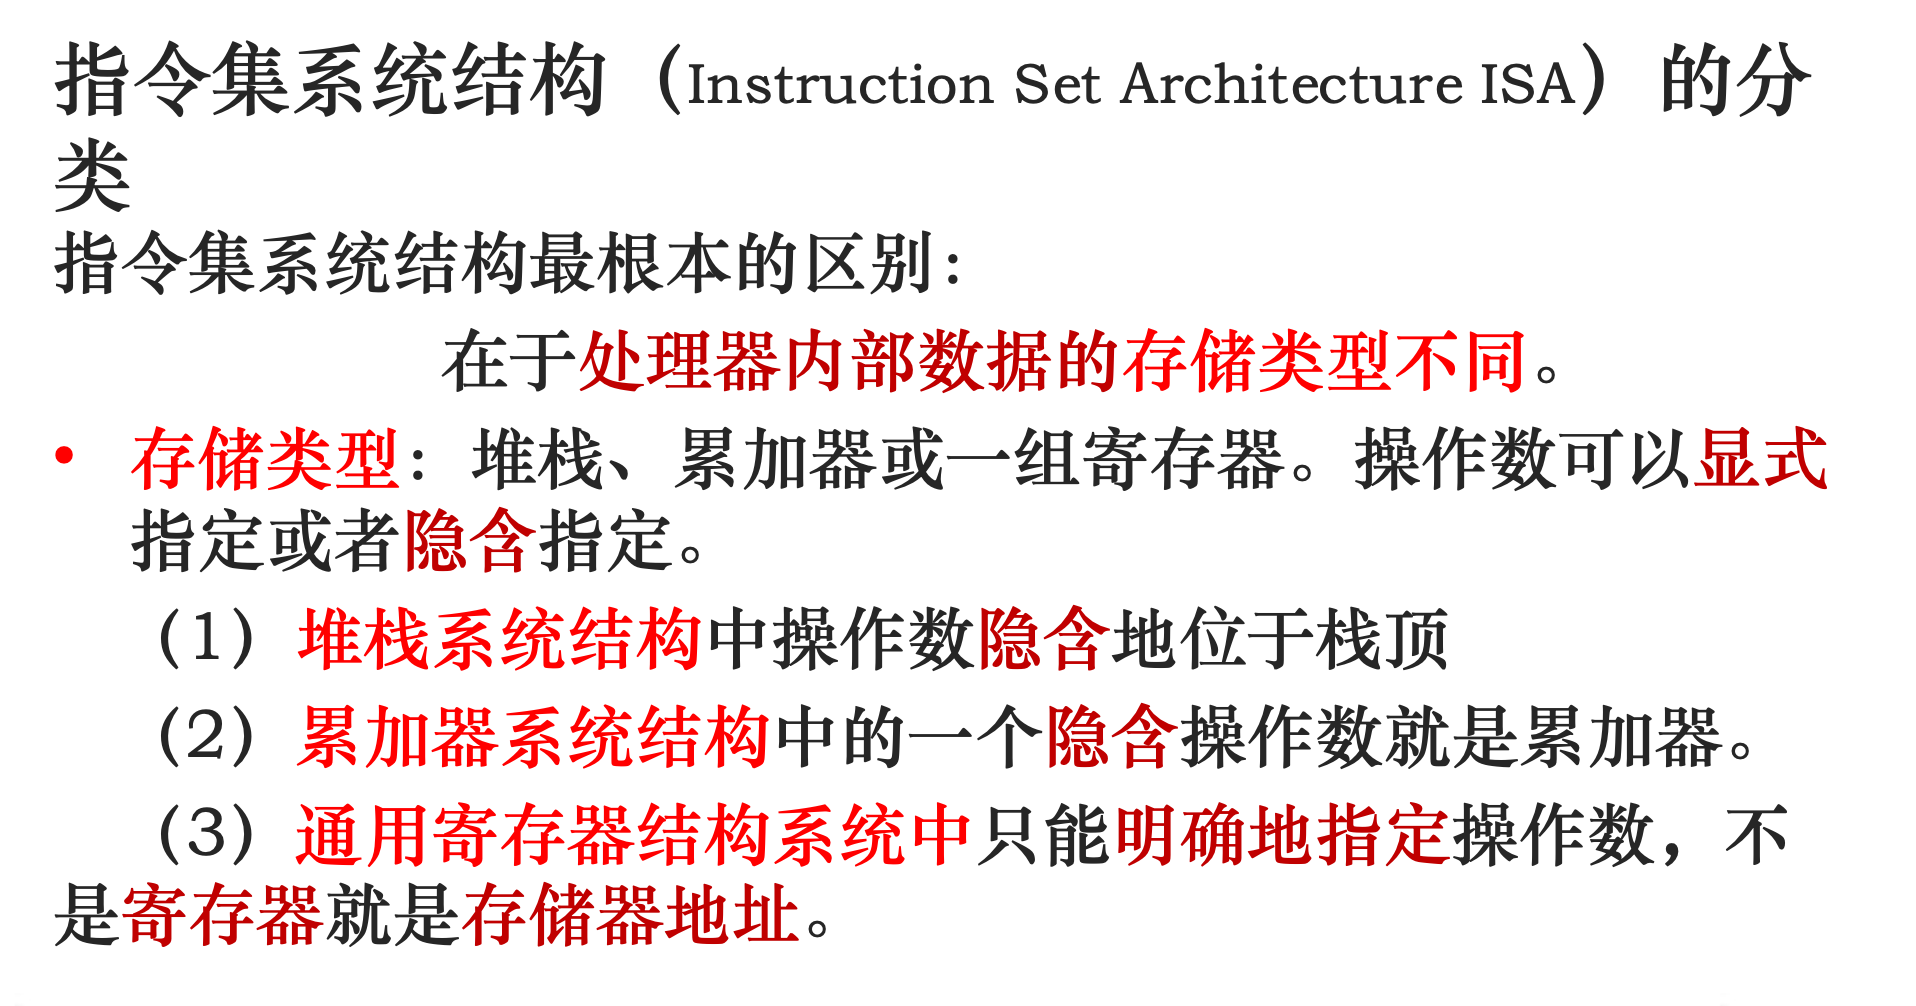 指令集系统结构（Instruction Set Architecture ISA）的分
类
指令集系统结构最根本的区别：
在于处理器内部数据的存储类型不同。
• 存储类型：堆栈、累加器或一组寄存器。操作数可以显式
指定或者隐含指定。
（1）堆栈系统结构中操作数隐含地位于栈顶
（2）累加器系统结构中的一个隐含操作数就是累加器。
（3）通用寄存器结构系统中只能明确地指定操作数，不
是寄存器就是存储器地址。